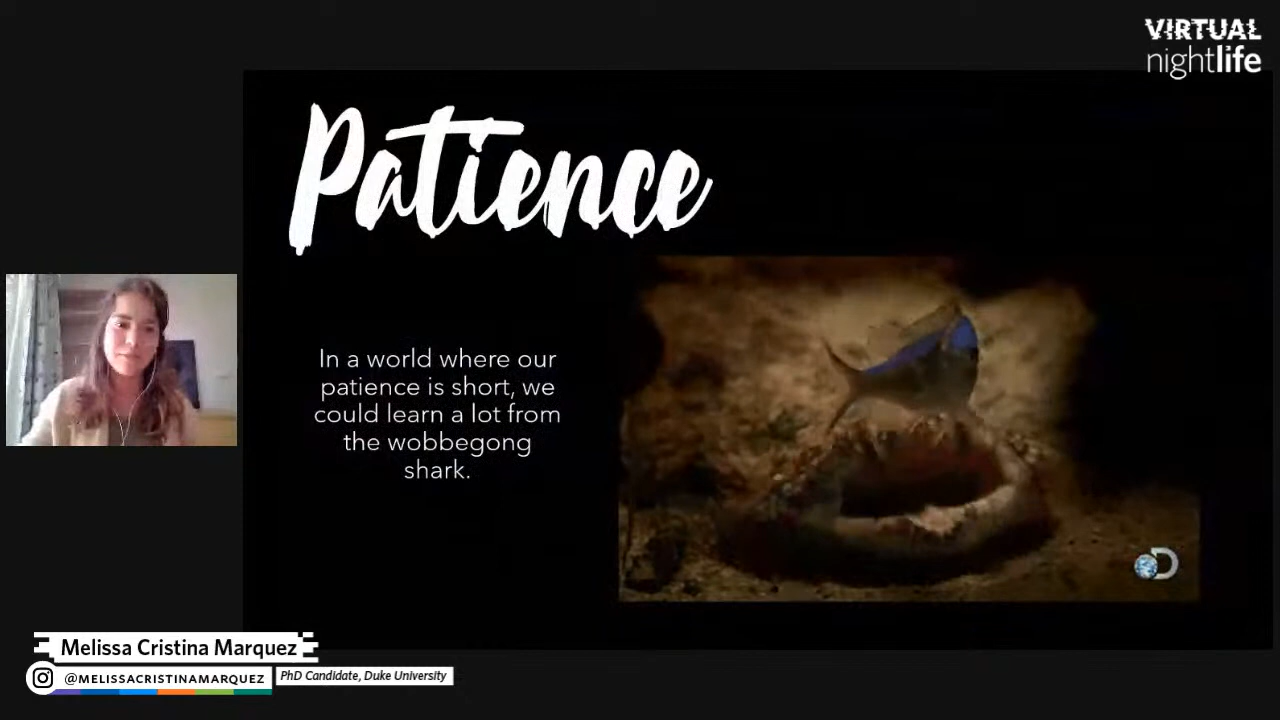 VIRTUAL
nightlife
Patience
In a world where our
patience is short, we
could learn a lot from
the wobbegong
shark.
Melissa Cristina Marquez
@MELISSACRISTINAMARQUEZ
PhD Candidate, Duke University